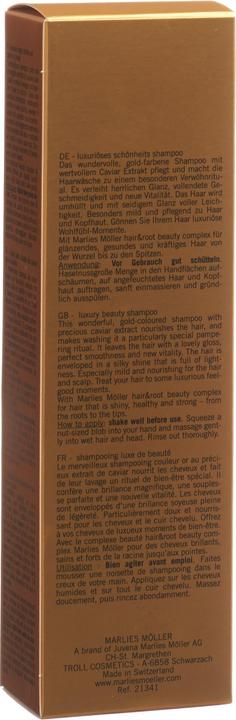 DE - luxuriöses schönheits shampoo
Das wundervolle, gold-farbene Shampoo mit
wertvollem Caviar Extrakt pflegt und macht die
Haarwäsche zu einem besonderen Verwöhnritu-
al. Es verleiht herrlichen Glanz, vollendete Ge-
schmeidigkeit und neue Vitalität. Das Haar wird
umhüllt und mit seidigem Glanz voller Leich-
tigkeit. Besonders mild und pflegend zu Haar
und Kopfhaut. Gönnen Sie Ihrem Haar luxuriöse
Wohlfühl-Momente.
Mit Marlies Möller hair&root beauty complex für
glänzendes, gesundes und kräftiges Haar von
der Wurzel bis zu den Spitzen.
Anwendung: Vor Gebrauch gut schütteln.
Haselnussgroße Menge in den Handflächen auf-
schäumen, auf angefeuchtetes Haar und Kopf-
haut auftragen, sanft einmassieren und gründ-
lich ausspülen.
GB - luxury beauty shampoo
This wonderful, gold-coloured shampoo with
precious caviar extract nourishes the hair, and
makes washing it a particularly special pampe-
ring ritual. It leaves the hair with a lovely gloss,
perfect smoothness and new vitality. The hair is
enveloped in a silky shine that is full of light-
ness. Especially mild and nourishing for the hair
and scalp. Treat your hair to some luxurious feel-
good moments.
With Marlies Möller hair&root beauty complex
for hair that is shiny, healthy and strong – from
the roots to the tips.
How to apply: shake well before use. Squeeze a
nut-sized blob into your hand and massage gent-
ly into wet hair and head. Rinse out thoroughly.
FR - shampooing luxe de beauté
Le merveilleux shampooing couleur or au préci-
eux extrait de caviar nourrit les cheveux et fait
de leur lavage un rituel de bien-être spécial. Il
confère une brillance magnifique, une souples-
se parfaite et une nouvelle vitalité. Les cheveux
sont enveloppés d'une brillance soyeuse pleine
de légèreté. Particulièrement doux et nourris-
sant pour les cheveux et le cuir chevelu. Offrez
à vos cheveux de luxueux moments de bien-être.
Avec le complexe beauté hair&root beauty com-
plex Marlies Möller pour des cheveux brillants,
sains et forts de la racine jusqu'aux pointes.
Utilisation : Bien agiter avant emploi. Faites
mousser une noisette de shampooing dans le
creux de votre main. Appliquez sur les cheveux
humides et sur tout le cuir chevelu. Massez
doucement, puis rincez abondamment.
MARLIES MÖLLER
A brand of Juvena Marlies Möller AG
CH-St. Margrethen
TROLL COSMETICS - A-6858 Schwarzach
Made in Switzerland
www.marliesmoeller.com
Ref. 21341